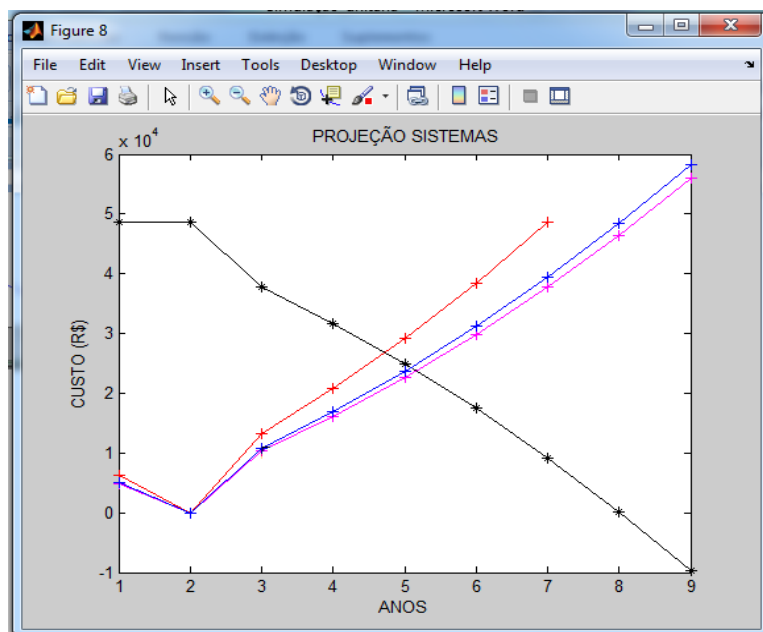 Figure 8
File Edit View Insert Tools Desktop Window Help
x 10^4
PROJEÇÃO SISTEMAS
6
5
4
3
2
1
0
-1
CUSTO (R$)
1 2 3 4 5 6 7 8 9
ANOS